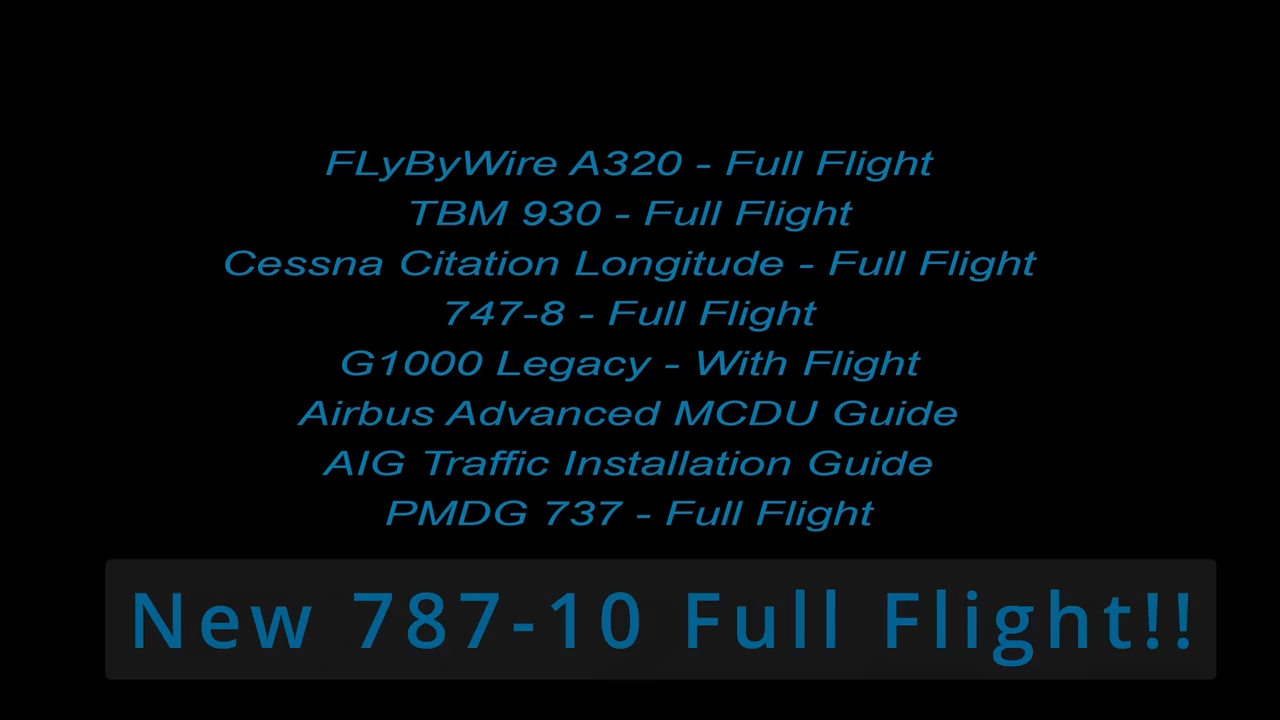 FLyByWire A320 - Full Flight
TBM 930 - Full Flight
Cessna Citation Longitude - Full Flight
747-8 - Full Flight
G1000 Legacy - With Flight
Airbus Advanced MCDU Guide
AIG Traffic Installation Guide
PMDG 737 - Full Flight
New 787-10 Full Flight!!